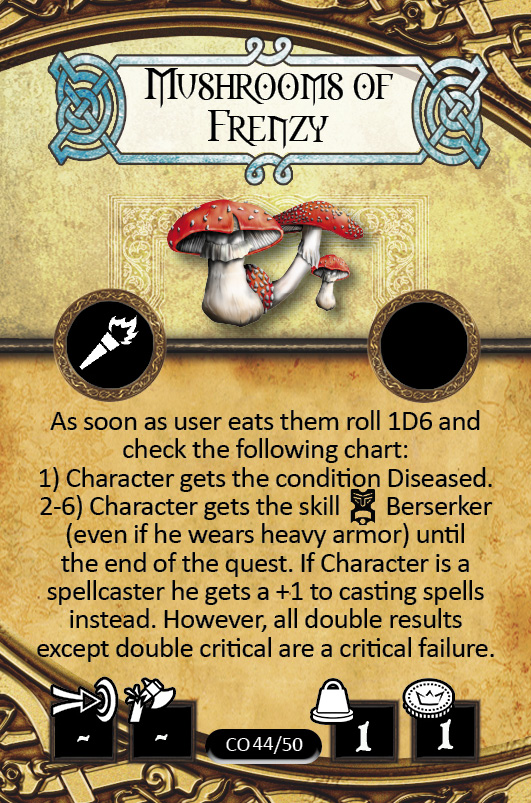 Mushrooms of
Frenzy
As soon as user eats them roll 1D6 and
check the following chart:
1) Character gets the condition Diseased.
2-6) Character gets the skill Berserker
(even if he wears heavy armor) until
the end of the quest. If Character is a
spellcaster he gets a +1 to casting spells
instead. However, all double results
except double critical are a critical failure.
~ ~ CO 44/50 1 1